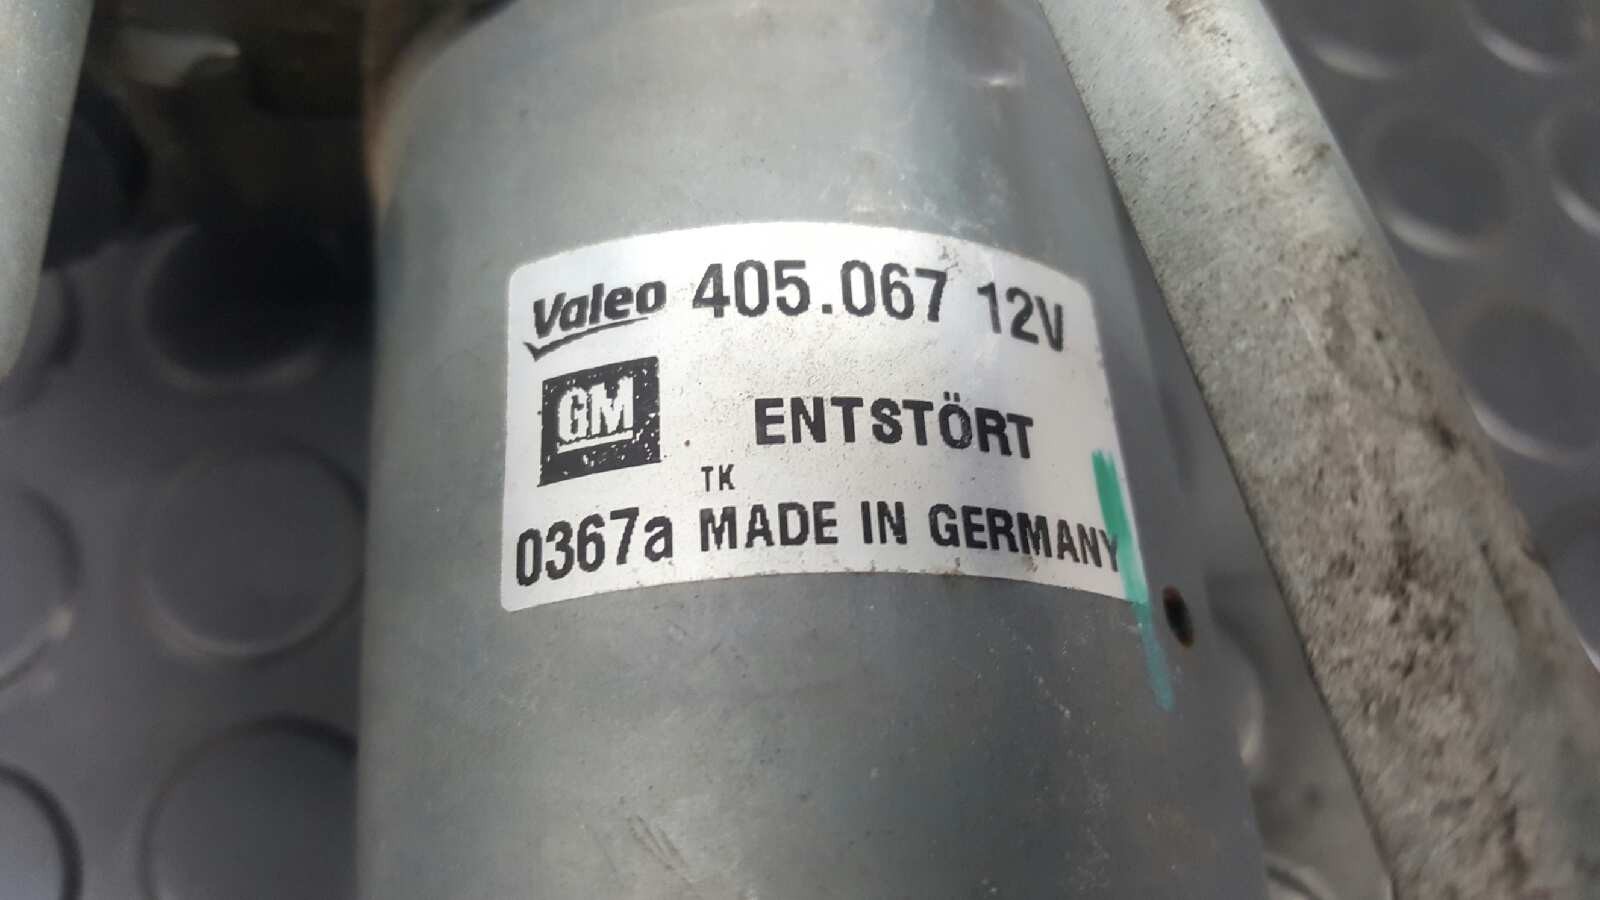 Valeo 405.067 12V
GM
ENTSTÖRT
TK
0367a MADE IN GERMANY